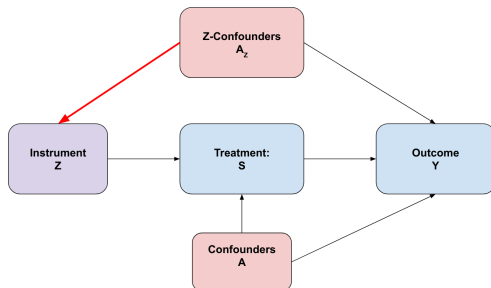 Z-Confounders
A_Z
Instrument
Z
Treatment:
S
Outcome
Y
Confounders
A